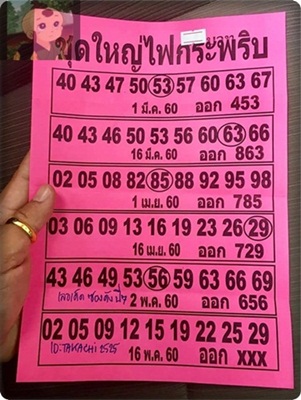 ชุดใหญ่ไฟกระพริบ
40 43 47 50 53 57 60 63 67
1 มี.ค. 60 ออก 453
40 43 46 50 53 56 60 63 66
16 มี.ค. 60 ออก 863
02 05 08 82 85 88 92 95 98
1 เม.ย. 60 ออก 785
03 06 09 13 16 19 23 26 29
16 เม.ย. 60 ออก 729
43 46 49 53 56 59 63 66 69
2 พ.ค. 60 ออก 656
02 05 09 12 15 19 22 25 29
16 พ.ค. 60 ออก xxx
ID:TAKACHI 2525